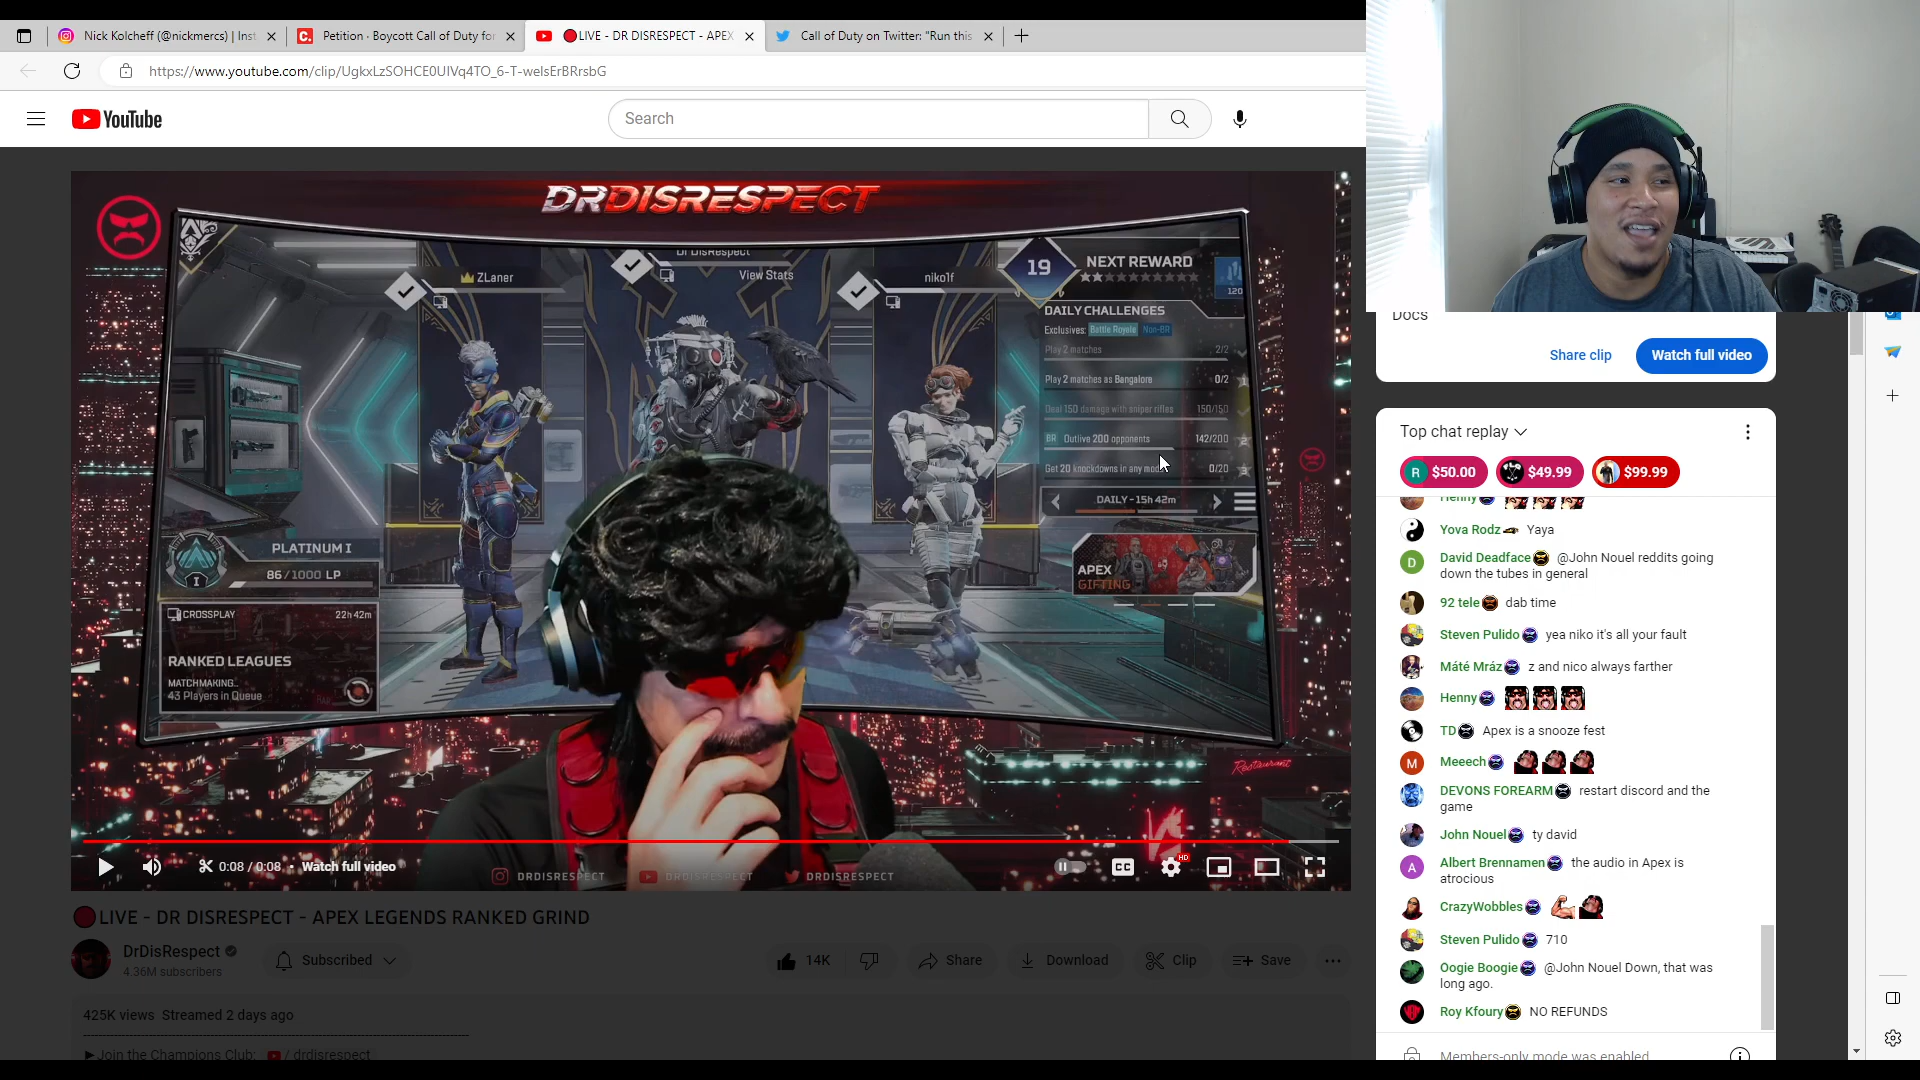 Nick Kolcheff (@nickmercs) | Inst
Petition · Boycott Call of Duty for
LIVE - DR DISRESPECT - APEX
Call of Duty on Twitter: "Run this
https://www.youtube.com/clip/UgkxLzSOHCE0UIVq4TO_6-T-welsErBRrsbG
YouTube
Search
DRDISRESPECT
ZLaner
Dr DisRespect
View Stats
niko1f
19
NEXT REWARD
120
DAILY CHALLENGES
Exclusives: Battle Royale Non-BR
Play 2 matches 2/2
Play 2 matches as Bangalore 0/2
Deal 150 damage with sniper rifles 150/150
BR Outlive 200 opponents 142/200
Get 20 knockdowns in any mode 0/20
DAILY - 15h 42m
APEX
GIFTING
PLATINUM I
86/1000 LP
I
CROSSPLAY 22h 42m
RANKED LEAGUES
MATCHMAKING..
43 Players in Queue
Restaurant
0:08 / 0:08 • Watch full video
CC
HD
DRDISRESPECT
DRDISRESPECT
DRDISRESPECT
LIVE - DR DISRESPECT - APEX LEGENDS RANKED GRIND
DrDisRespect
4.36M subscribers
Subscribed
14K
Share
Download
Clip
Save
425K views Streamed 2 days ago
►Join the Champions Club: / drdisrespect
Docs
Share clip
Watch full video
Top chat replay
R $50.00
$49.99
$99.99
Henny
Yova Rodz Yaya
D David Deadface @John Nouel reddits going
down the tubes in general
92 tele dab time
Steven Pulido yea niko it's all your fault
Máté Mráz z and nico always farther
Henny
TD Apex is a snooze fest
M Meeech
DEVONS FOREARM restart discord and the
game
John Nouel ty david
A Albert Brennamen the audio in Apex is
atrocious
CrazyWobbles
Steven Pulido 710
Oogie Boogie @John Nouel Down, that was
long ago.
Roy Kfoury NO REFUNDS
Members-only mode was enabled